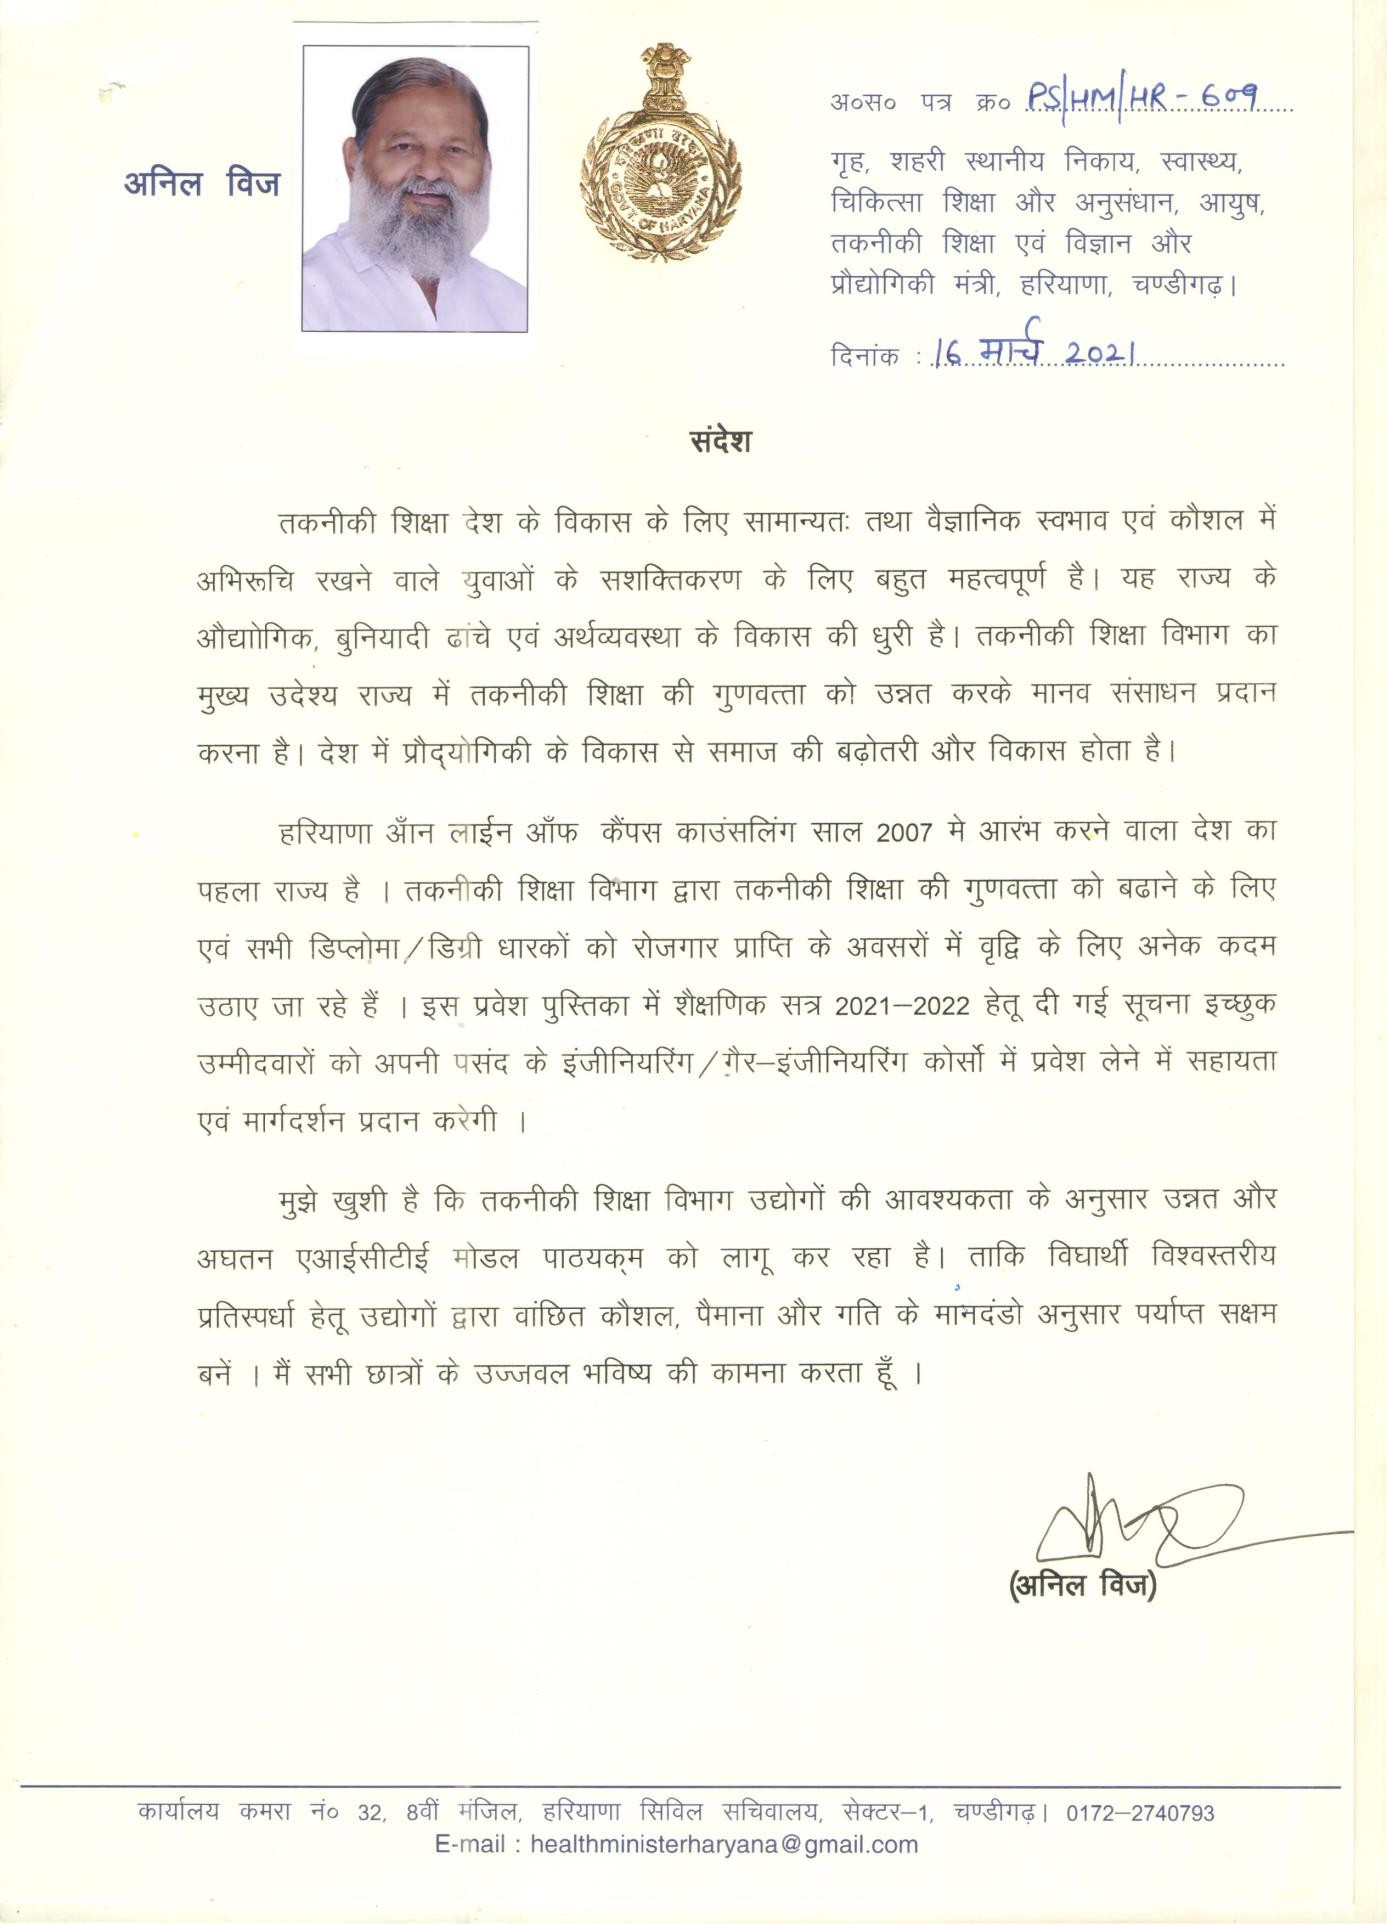 अनिल विज
हरियाणा सरकार
GOVT OF HARYANA
अ०स० पत्र क्र० PS/HM/HR - 609
गृह, शहरी स्थानीय निकाय, स्वास्थ्य,
चिकित्सा शिक्षा और अनुसंधान, आयुष,
तकनीकी शिक्षा एवं विज्ञान और
प्रौद्योगिकी मंत्री, हरियाणा, चण्डीगढ़।
दिनांक : 16 मार्च 2021
संदेश
तकनीकी शिक्षा देश के विकास के लिए सामान्यतः तथा वैज्ञानिक स्वभाव एवं कौशल में
अभिरूचि रखने वाले युवाओं के सशक्तिकरण के लिए बहुत महत्वपूर्ण है। यह राज्य के
औद्याोगिक, बुनियादी ढांचे एवं अर्थव्यवस्था के विकास की धुरी है। तकनीकी शिक्षा विभाग का
मुख्य उदेश्य राज्य में तकनीकी शिक्षा की गुणवत्ता को उन्नत करके मानव संसाधन प्रदान
करना है। देश में प्रौद्योगिकी के विकास से समाज की बढ़ोतरी और विकास होता है।
हरियाणा ऑंन लाईन ऑफ कैंपस काउंसलिंग साल 2007 मे आरंभ करने वाला देश का
पहला राज्य है । तकनीकी शिक्षा विभाग द्वारा तकनीकी शिक्षा की गुणवत्ता को बढाने के लिए
एवं सभी डिप्लोमा/डिग्री धारकों को रोजगार प्राप्ति के अवसरों में वृद्वि के लिए अनेक कदम
उठाए जा रहे हैं । इस प्रवेश पुस्तिका में शैक्षणिक सत्र 2021–2022 हेतू दी गई सूचना इच्छुक
उम्मीदवारों को अपनी पसंद के इंजीनियरिंग/गैर–इंजीनियरिंग कोर्सो में प्रवेश लेने में सहायता
एवं मार्गदर्शन प्रदान करेगी ।
मुझे खुशी है कि तकनीकी शिक्षा विभाग उद्योगों की आवश्यकता के अनुसार उन्नत और
अघतन एआईसीटीई मोडल पाठयक्म को लागू कर रहा है। ताकि विघार्थी विश्वस्तरीय
प्रतिस्पर्धा हेतू उद्योगों द्वारा वांछित कौशल, पैमाना और गति के मानदंडो अनुसार पर्याप्त सक्षम
बनें । मैं सभी छात्रों के उज्जवल भविष्य की कामना करता हूँ ।
(अनिल विज)
कार्यालय कमरा नं० 32, 8वीं मंजिल, हरियाणा सिविल सचिवालय, सेक्टर–1, चण्डीगढ़। 0172–2740793
E-mail : healthministerharyana@gmail.com